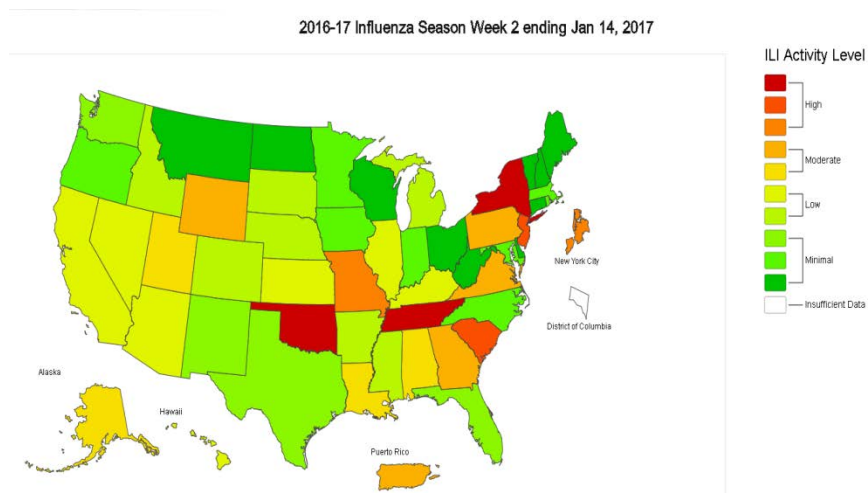 2016-17 Influenza Season Week 2 ending Jan 14, 2017
ILI Activity Level
High
Moderate
Low
Minimal
Insufficient Data
New York City
District of Columbia
Alaska
Hawaii
Puerto Rico